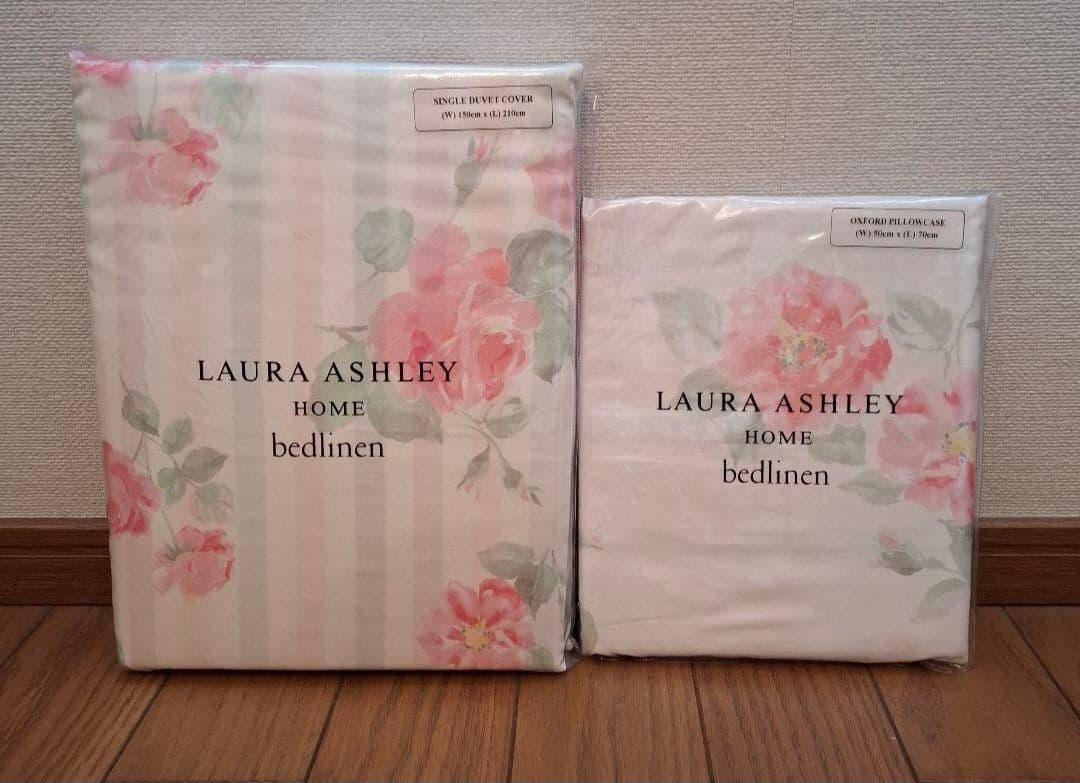 SINGLE DUVET COVER
(W) 150cm x (L) 210cm
LAURA ASHLEY
HOME
bedlinen
OXFORD PILLOWCASE
(W) 50cm x (L) 70cm
LAURA ASHLEY
HOME
bedlinen